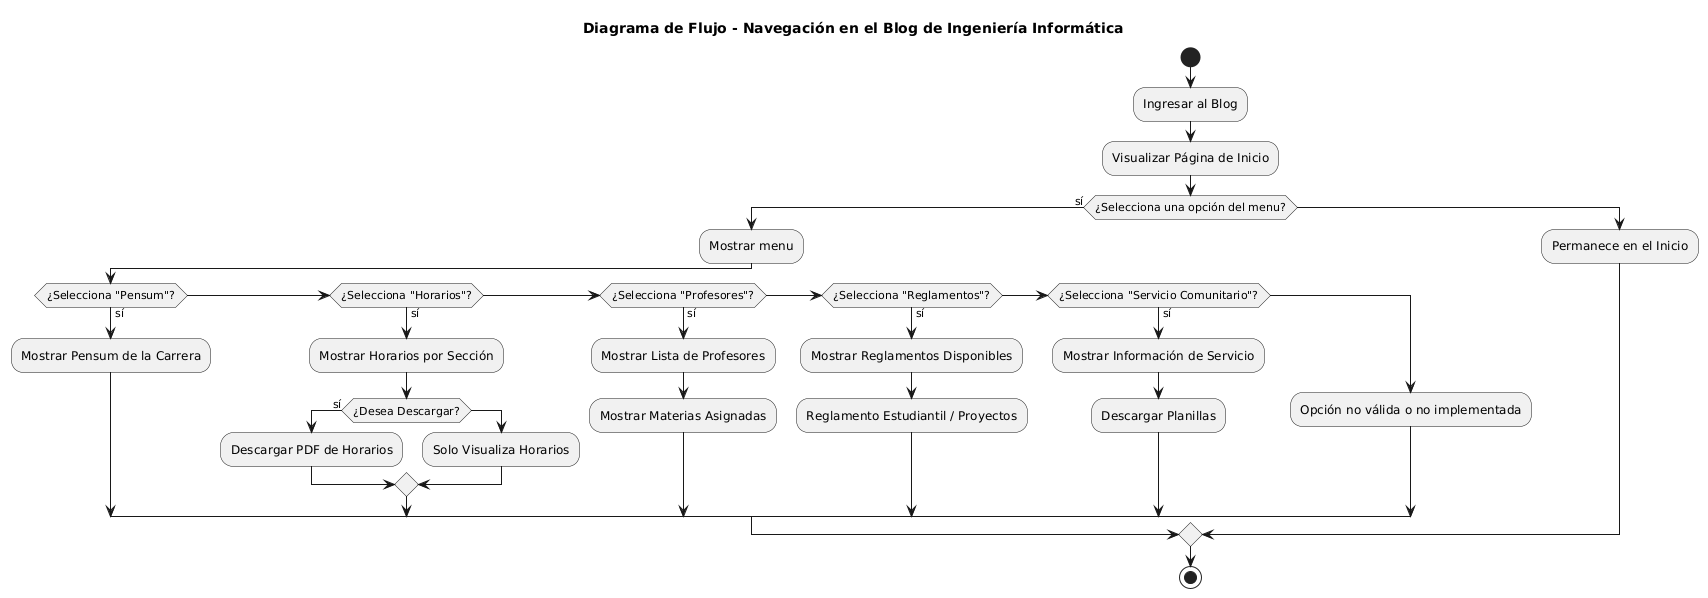 Diagrama de Flujo - Navegación en el Blog de Ingeniería Informática
Ingresar al Blog
Visualizar Página de Inicio
sí
¿Selecciona una opción del menu?
Mostrar menu
Permanece en el Inicio
¿Selecciona "Pensum"?
¿Selecciona "Horarios"?
¿Selecciona "Profesores"?
¿Selecciona "Reglamentos"?
¿Selecciona "Servicio Comunitario"?
sí
sí
sí
sí
sí
Mostrar Pensum de la Carrera
Mostrar Horarios por Sección
Mostrar Lista de Profesores
Mostrar Reglamentos Disponibles
Mostrar Información de Servicio
sí
¿Desea Descargar?
Mostrar Materias Asignadas
Reglamento Estudiantil / Proyectos
Descargar Planillas
Opción no válida o no implementada
Descargar PDF de Horarios
Solo Visualiza Horarios